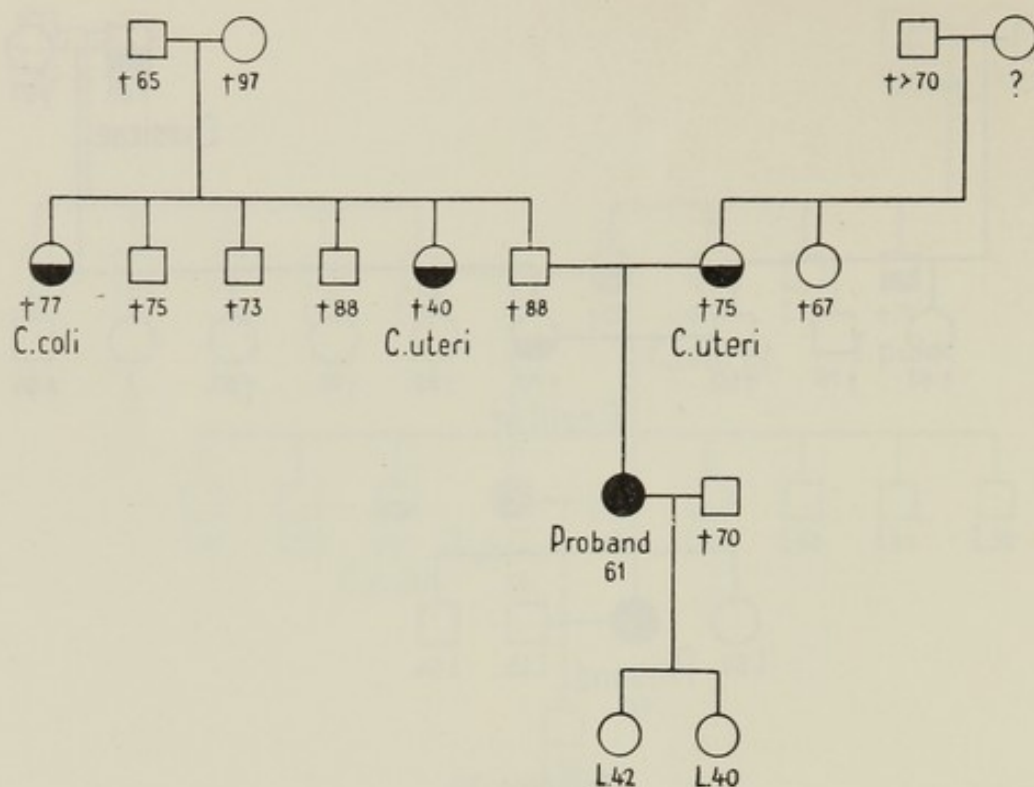 †65 †97 †>70 ?
†77 †75 †73 †88 †40 †88 †75 †67
C.coli C.uteri C.uteri
Proband †70
61
L.42 L.40